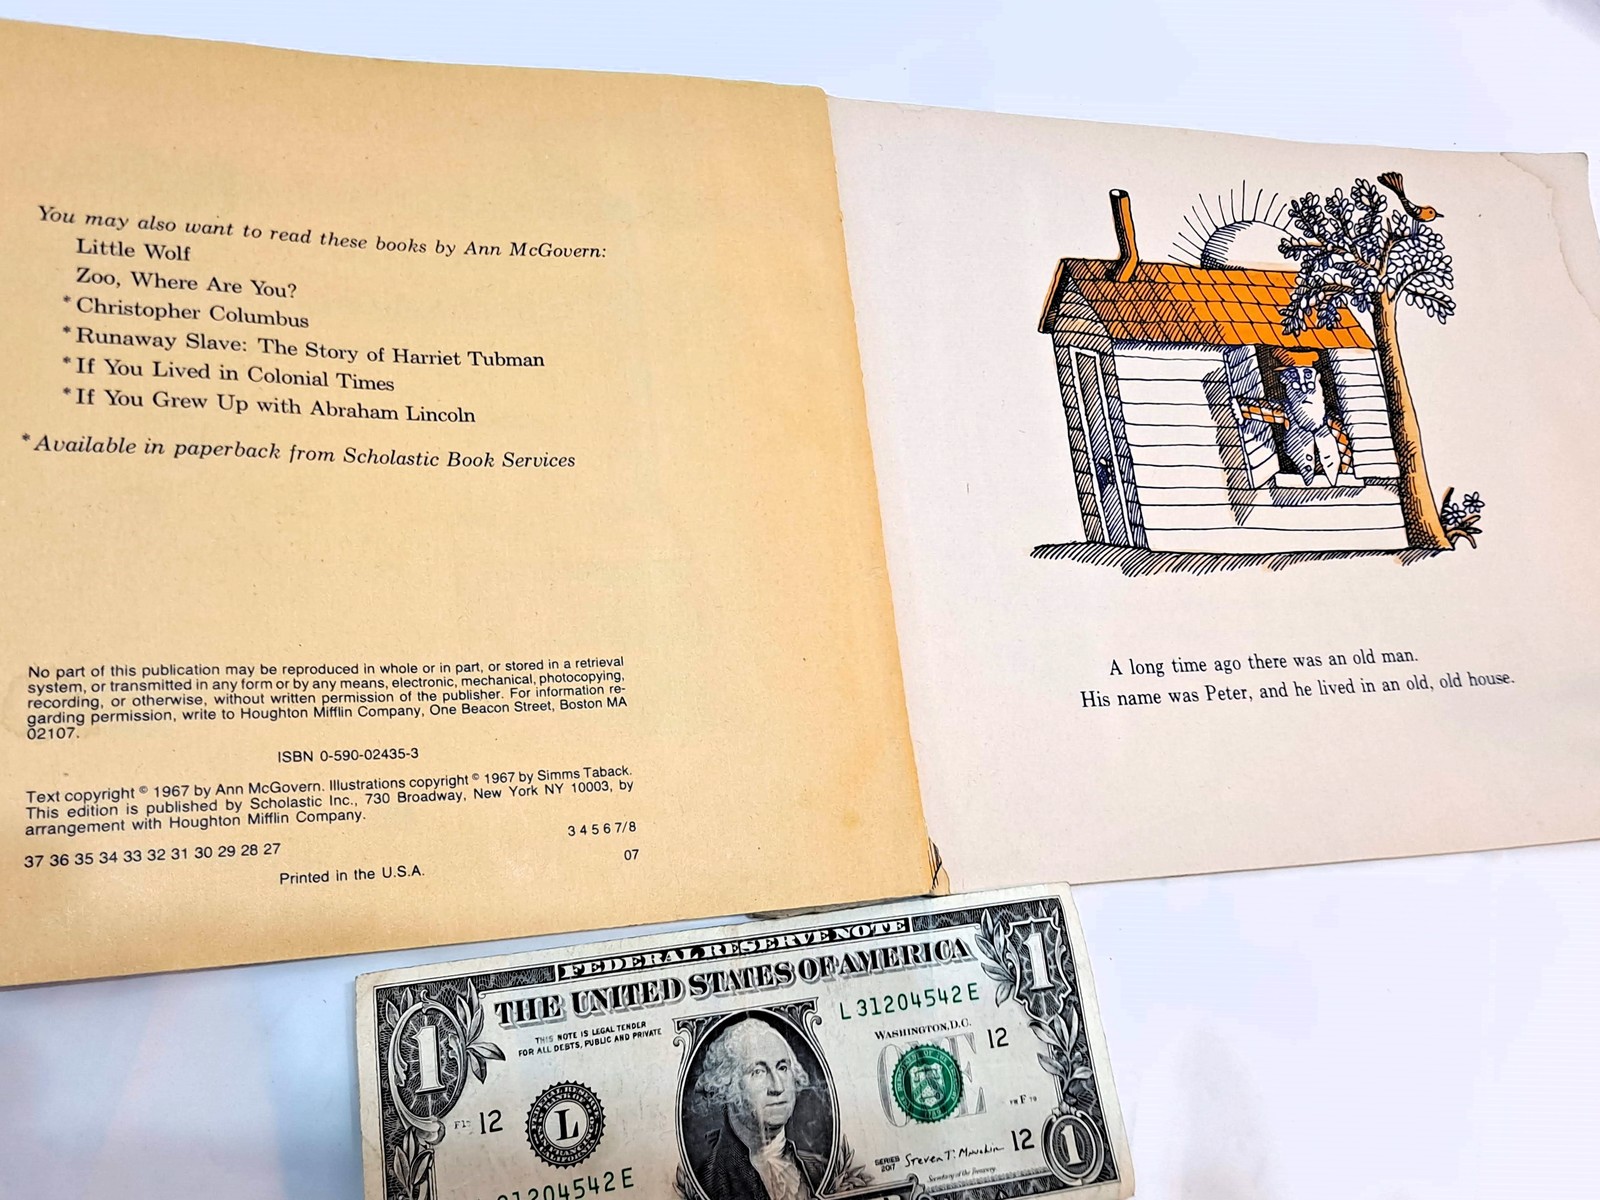 You may also want to read these books by Ann McGovern:
Little Wolf
Zoo, Where Are You?
*Christopher Columbus
*Runaway Slave: The Story of Harriet Tubman
*If You Lived in Colonial Times
*If You Grew Up with Abraham Lincoln
*Available in paperback from Scholastic Book Services
No part of this publication may be reproduced in whole or in part, or stored in a retrieval
system, or transmitted in any form or by any means, electronic, mechanical, photocopying,
recording, or otherwise, without written permission of the publisher. For information re-
garding permission, write to Houghton Mifflin Company, One Beacon Street, Boston MA
02107.
ISBN 0-590-02435-3
Text copyright © 1967 by Ann McGovern. Illustrations copyright © 1967 by Simms Taback.
This edition is published by Scholastic Inc., 730 Broadway, New York NY 10003, by
arrangement with Houghton Mifflin Company.
37 36 35 34 33 32 31 30 29 28 27
3 4 5 6 7/8
Printed in the U.S.A.
07
A long time ago there was an old man.
His name was Peter, and he lived in an old, old house.
FEDERAL RESERVE NOTE
THE UNITED STATES OF AMERICA
1
1
THIS NOTE IS LEGAL TENDER
FOR ALL DEBTS, PUBLIC AND PRIVATE
L 31204542 E
WASHINGTON, D.C.
12
ONE
12
L
SERIES
2017
Steven T. Mnuchin
Secretary of the Treasury.
12
1
31204542 E